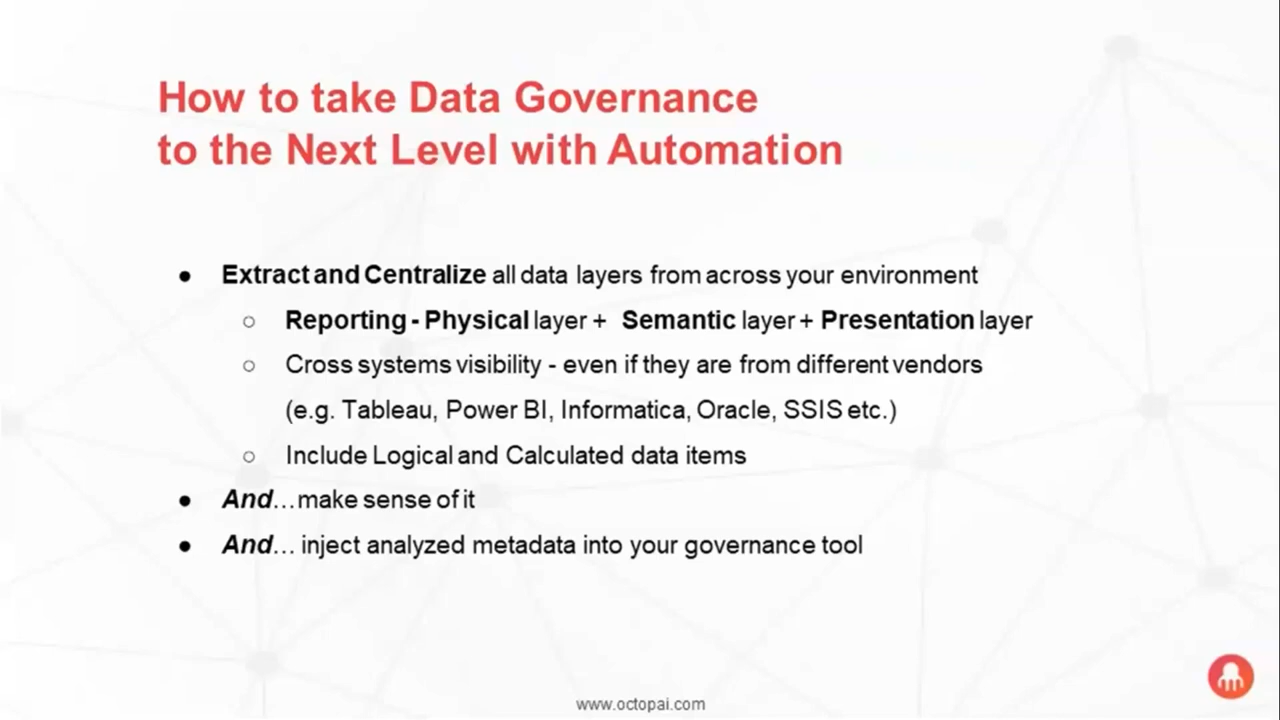 How to take Data Governance
to the Next Level with Automation
● Extract and Centralize all data layers from across your environment
○ Reporting - Physical layer + Semantic layer + Presentation layer
○ Cross systems visibility - even if they are from different vendors
(e.g. Tableau, Power BI, Informatica, Oracle, SSIS etc.)
○ Include Logical and Calculated data items
● And…make sense of it
● And… inject analyzed metadata into your governance tool
www.octopai.com